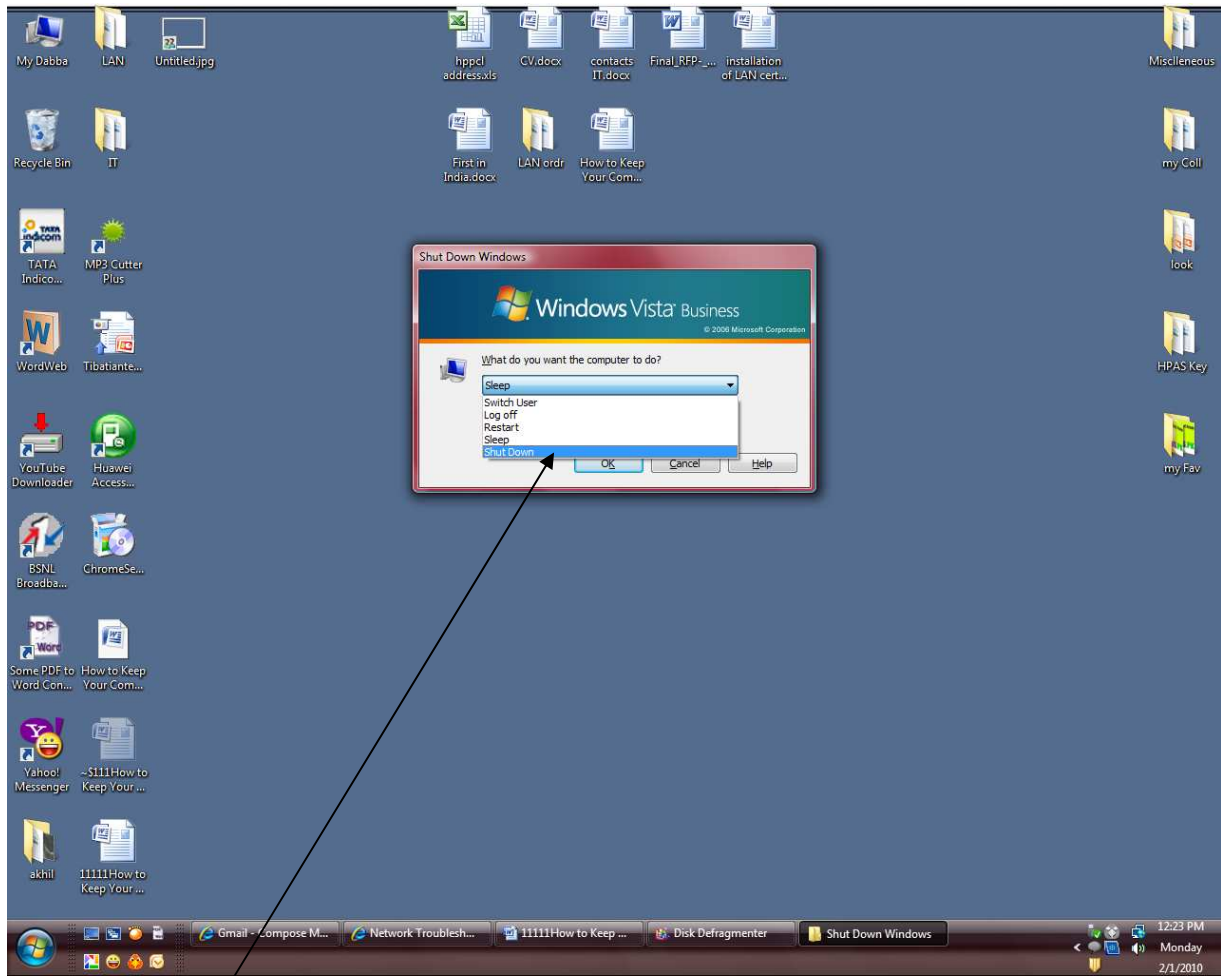 My Dabba
LAN
Untitled.jpg
hppcl
address.xls
CV.docx
contacts
IT.docx
Final_RFP-_...
installation
of LAN cert...
Misclleneous
Recycle Bin
IT
First in
India.docx
LAN ordr
How to Keep
Your Com...
my Coll
TATA
indicom
TATA
Indico...
MP3 Cutter
Plus
look
WordWeb
Tibatiante...
HPAS Key
YouTube
Downloader
Huawei
Access...
my Fav
BSNL
Broadba...
ChromeSe...
PDF
Word
Some PDF to
Word Con...
How to Keep
Your Com...
Yahoo!
Messenger
~$111How to
Keep Your ...
akhil
11111How to
Keep Your ...
Shut Down Windows
Windows Vista™ Business
© 2006 Microsoft Corporation
What do you want the computer to do?
Sleep
Switch User
Log off
Restart
Sleep
Shut Down
OK
Cancel
Help
Gmail - Compose M...
Network Troublesh...
11111How to Keep ...
Disk Defragmenter
Shut Down Windows
12:23 PM
Monday
2/1/2010